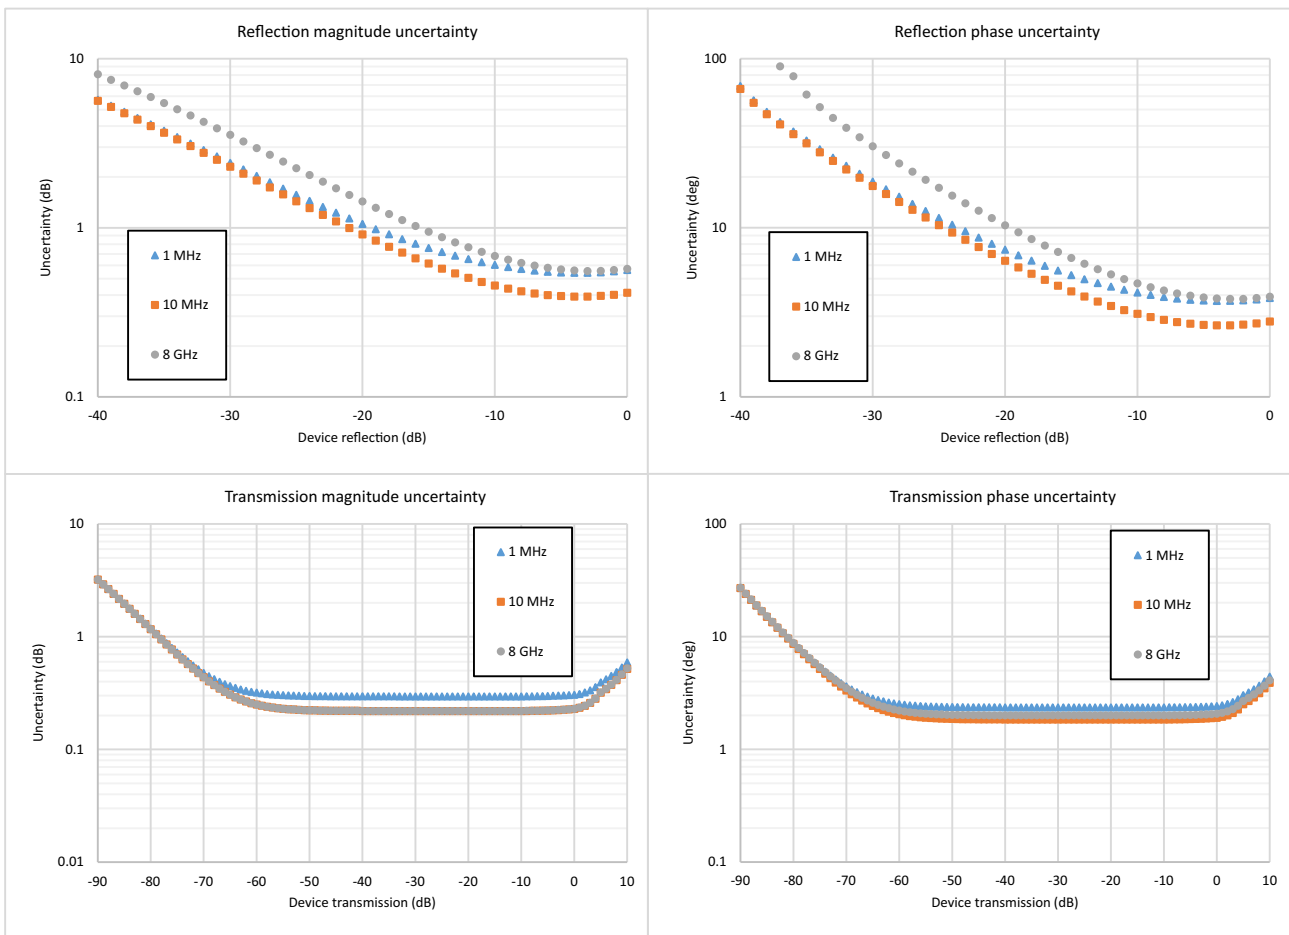 Reflection magnitude uncertainty
10
1
0.1
Uncertainty (dB)
1 MHz
10 MHz
8 GHz
-40 -30 -20 -10 0
Device reflection (dB)
Reflection phase uncertainty
100
10
1
Uncertainty (deg)
1 MHz
10 MHz
8 GHz
-40 -30 -20 -10 0
Device reflection (dB)
Transmission magnitude uncertainty
10
1
0.1
0.01
Uncertainty (dB)
1 MHz
10 MHz
8 GHz
-90 -80 -70 -60 -50 -40 -30 -20 -10 0 10
Device transmission (dB)
Transmission phase uncertainty
100
10
1
0.1
Uncertainty (deg)
1 MHz
10 MHz
8 GHz
-90 -80 -70 -60 -50 -40 -30 -20 -10 0 10
Device transmission (dB)